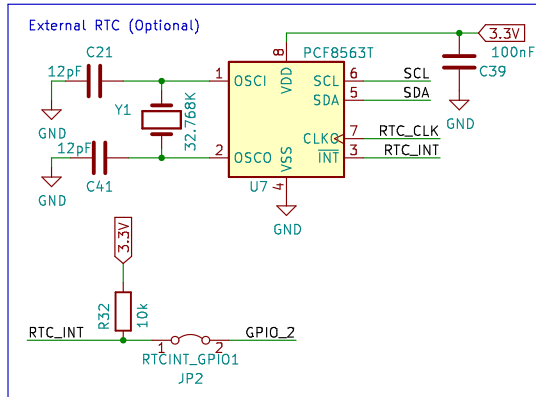 External RTC (Optional)
C21
12pF
GND
Y1
32.768K
12pF
C41
GND
1
2
OSCI
OSCO
8
VDD
PCF8563T
SCL
SDA
CLKO
INT
VSS
6
5
7
3
4
U7
GND
SCL
SDA
RTC_CLK
RTC_INT
3.3V
100nF
C39
GND
3.3V
R32
10k
RTC_INT
1
2
GPIO_2
RTCINT_GPIO1
JP2